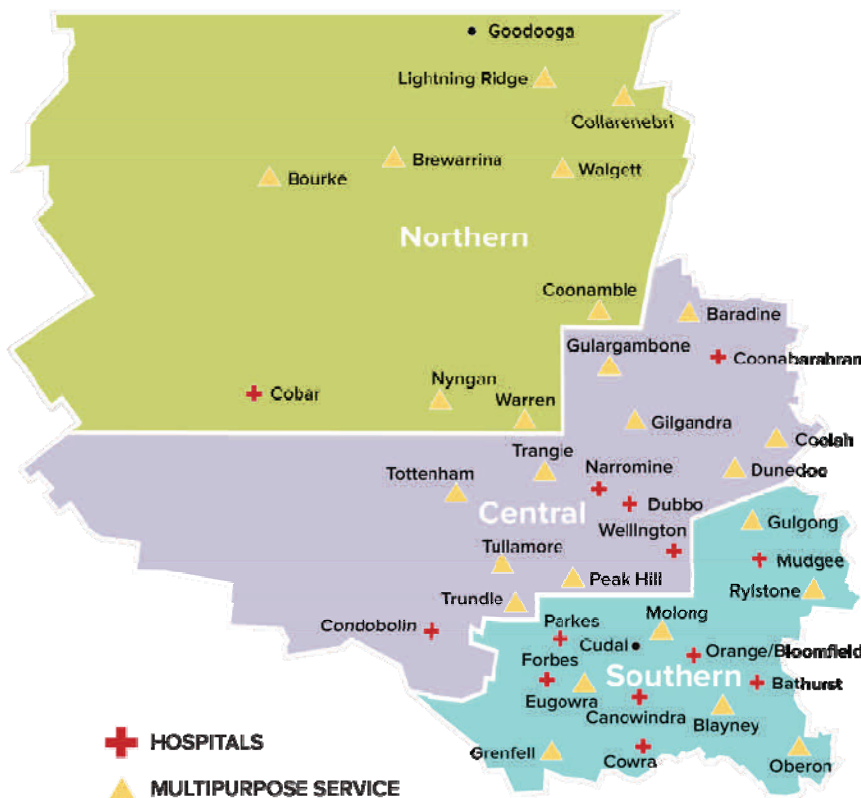 Goodooga
Lightning Ridge
Collarenebri
Brewarrina
Walgett
Bourke
Northern
Coonamble
Baradine
Gulargambone
Coonabarabran
Nyngan
Cobar
Warren
Gilgandra
Coolah
Trangie
Narromine
Dunedoo
Tottenham
Dubbo
Central
Gulgong
Wellington
Tullamore
Mudgee
Peak Hill
Rylstone
Trundle
Molong
Condobolin
Parkes
Cudal
Orange/Bloomfield
Forbes
Southern
Bathurst
Eugowra
Canowindra
Blayney
HOSPITALS
Grenfell
Cowra
Oberon
MULTIPURPOSE SERVICE